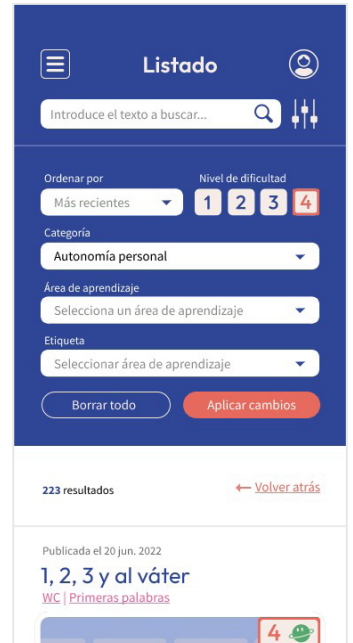 Listado
Introduce el texto a buscar...
Ordenar por
Nivel de dificultad
Más recientes
1 2 3 4
Categoría
Autonomía personal
Área de aprendizaje
Selecciona un área de aprendizaje
Etiqueta
Seleccionar área de aprendizaje
Borrar todo
Aplicar cambios
223 resultados
← Volver atrás
Publicada el 20 jun. 2022
1, 2, 3 y al váter
WC | Primeras palabras
4